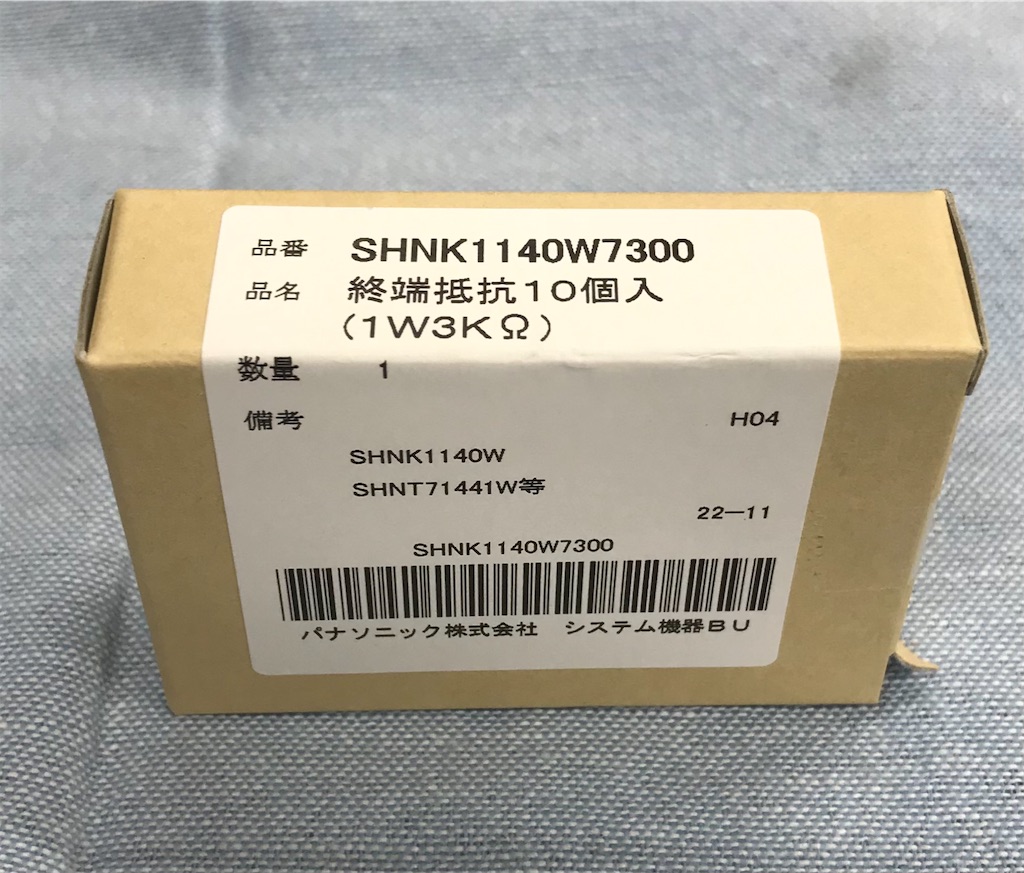 品番 SHNK1140W7300
品名 終端抵抗10個入
(1W3KΩ)
数量 1
備考 H04
SHNK1140W
SHNT71441W等
22-11
SHNK1140W7300
パナソニック株式会社 システム機器BU